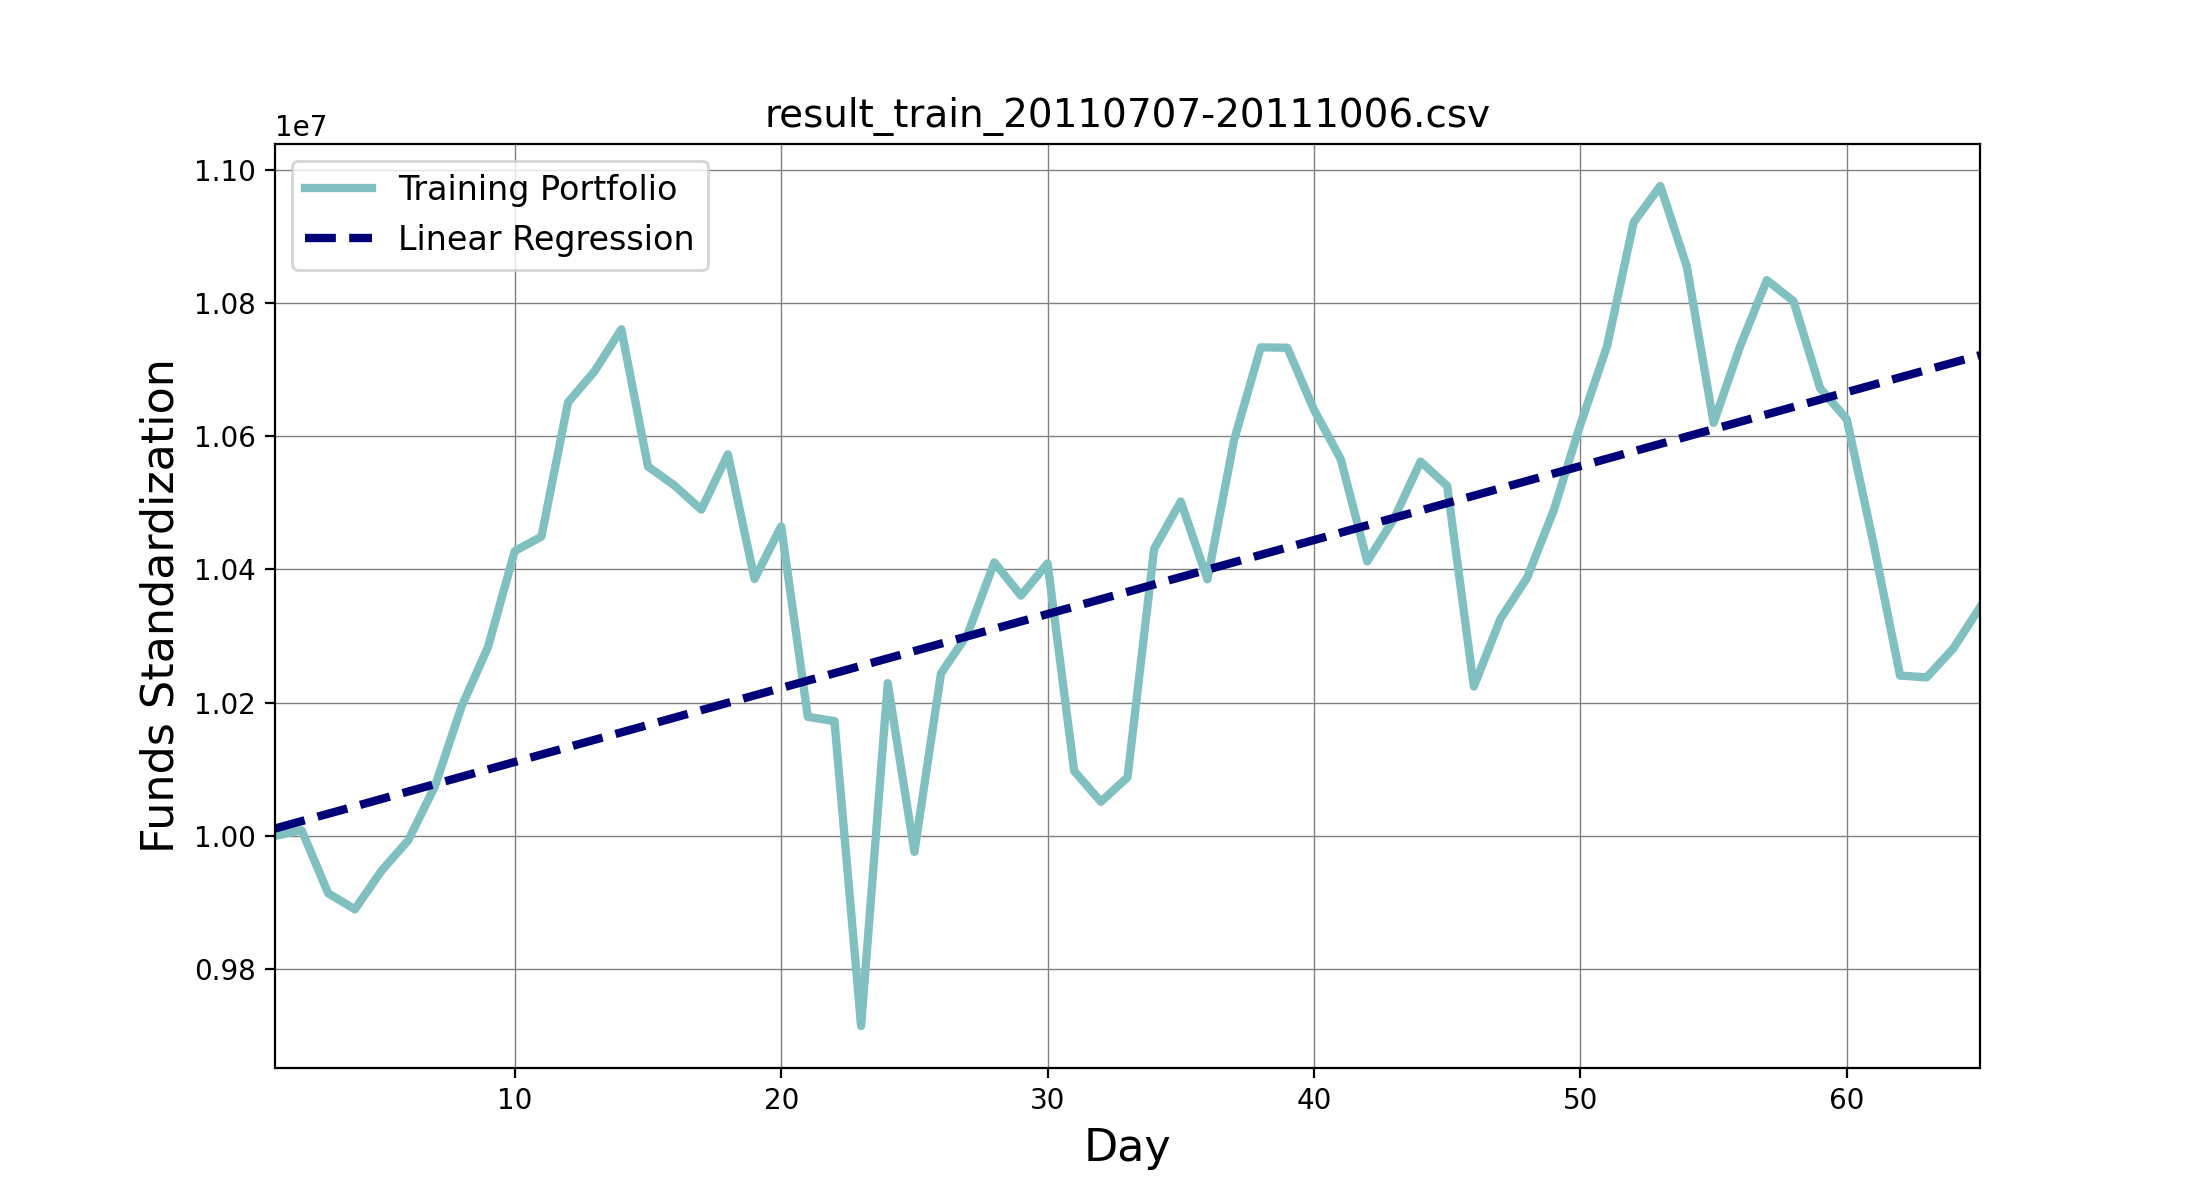 result_train_20110707-20111006.csv
1e7
Training Portfolio
Linear Regression
1.10
1.08
1.06
1.04
1.02
1.00
0.98
Funds Standardization
10 20 30 40 50 60
Day